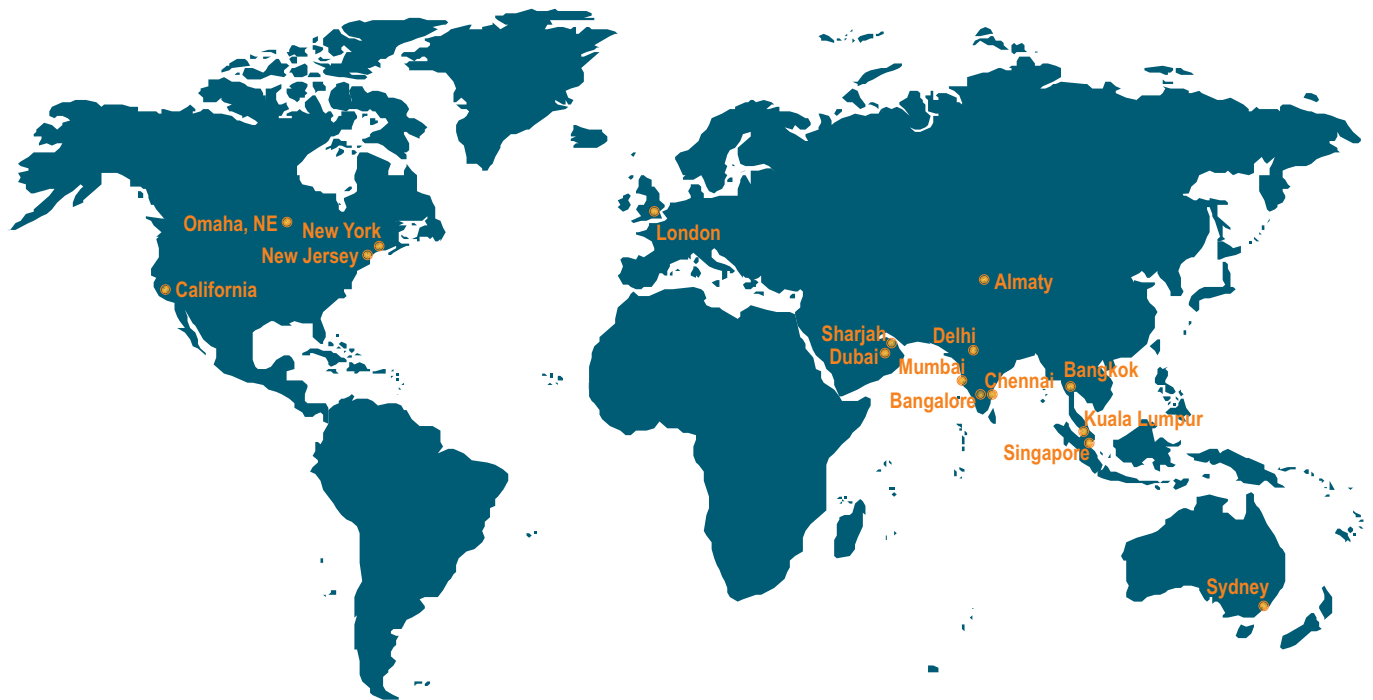 Omaha, NE
New York
New Jersey
California
London
Almaty
Sharjah
Dubai
Delhi
Mumbai
Chennai
Bangalore
Bangkok
Kuala Lumpur
Singapore
Sydney